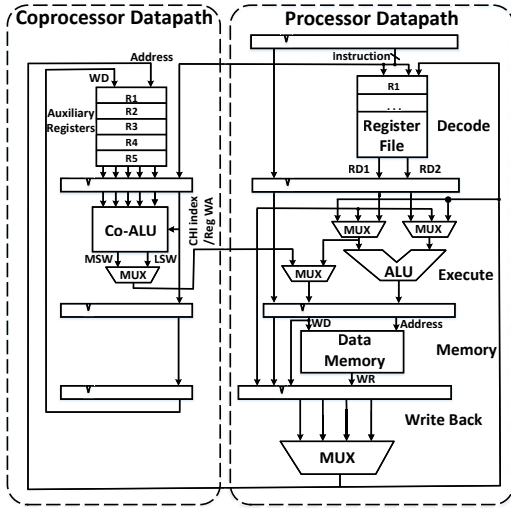 Coprocessor Datapath
Processor Datapath
Address
WD
Instruction
R1
R2
R3
R4
R5
Auxiliary
Registers
R1
...
Register
File
Decode
RD1
RD2
Co-ALU
MSW
LSW
MUX
CHI index
/Reg WA
MUX
MUX
MUX
ALU
Execute
WD
Address
Data
Memory
Memory
WR
Write Back
MUX